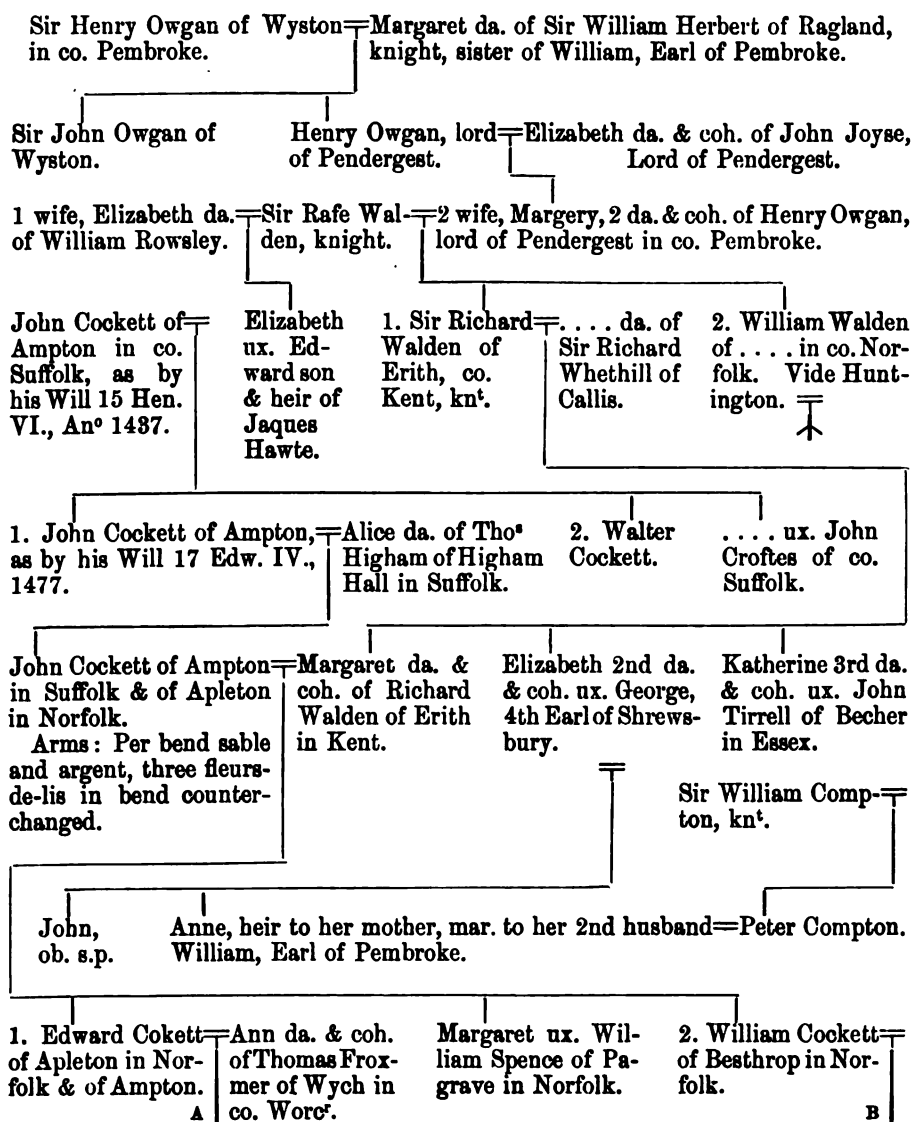 Sir Henry Owgan of Wyston
in co. Pembroke.
Margaret da. of Sir William Herbert of Ragland,
knight, sister of William, Earl of Pembroke.
Sir John Owgan of
Wyston.
Henry Owgan, lord
of Pendergest.
Elizabeth da. & coh. of John Joyse,
Lord of Pendergest.
1 wife, Elizabeth da.
of William Rowsley.
Sir Rafe Wal-
den, knight.
2 wife, Margery, 2 da. & coh. of Henry Owgan,
lord of Pendergest in co. Pembroke.
John Cockett of
Ampton in co.
Suffolk, as by
his Will 15 Hen.
VI., Anº 1437.
Elizabeth
ux. Ed-
ward son
& heir of
Jaques
Hawte.
1. Sir Richard
Walden of
Erith, co.
Kent, knᵗ.
. . . . da. of
Sir Richard
Whethill of
Callis.
2. William Walden
of . . . . in co. Nor-
folk. Vide Hunt-
ington.
1. John Cockett of Ampton,
as by his Will 17 Edw. IV.,
1477.
Alice da. of Thoˢ
Higham of Higham
Hall in Suffolk.
2. Walter
Cockett.
. . . . ux. John
Croftes of co.
Suffolk.
John Cockett of Ampton
in Suffolk & of Apleton
in Norfolk.
Arms: Per bend sable
and argent, three fleurs-
de-lis in bend counter-
changed.
Margaret da. &
coh. of Richard
Walden of Erith
in Kent.
Elizabeth 2nd da.
& coh. ux. George,
4th Earl of Shrews-
bury.
Katherine 3rd da.
& coh. ux. John
Tirrell of Becher
in Essex.
Sir William Comp-
ton, knᵗ.
John,
ob. s.p.
Anne, heir to her mother, mar. to her 2nd husband
William, Earl of Pembroke.
Peter Compton.
1. Edward Cokett
of Apleton in Nor-
folk & of Ampton.
A
Ann da. & coh.
of Thomas Frox-
mer of Wych in
co. Worcʳ.
Margaret ux. Wil-
liam Spence of Pa-
grave in Norfolk.
2. William Cockett
of Besthrop in Nor-
folk.
B